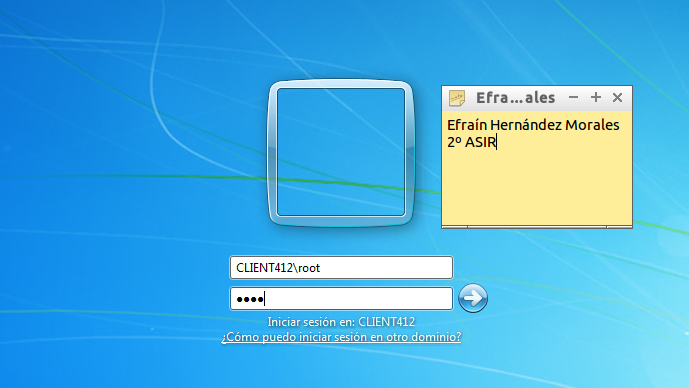 Efra...ales
Efraín Hernández Morales
2º ASIR
CLIENT412\root
Iniciar sesión en: CLIENT412
¿Cómo puedo iniciar sesión en otro dominio?